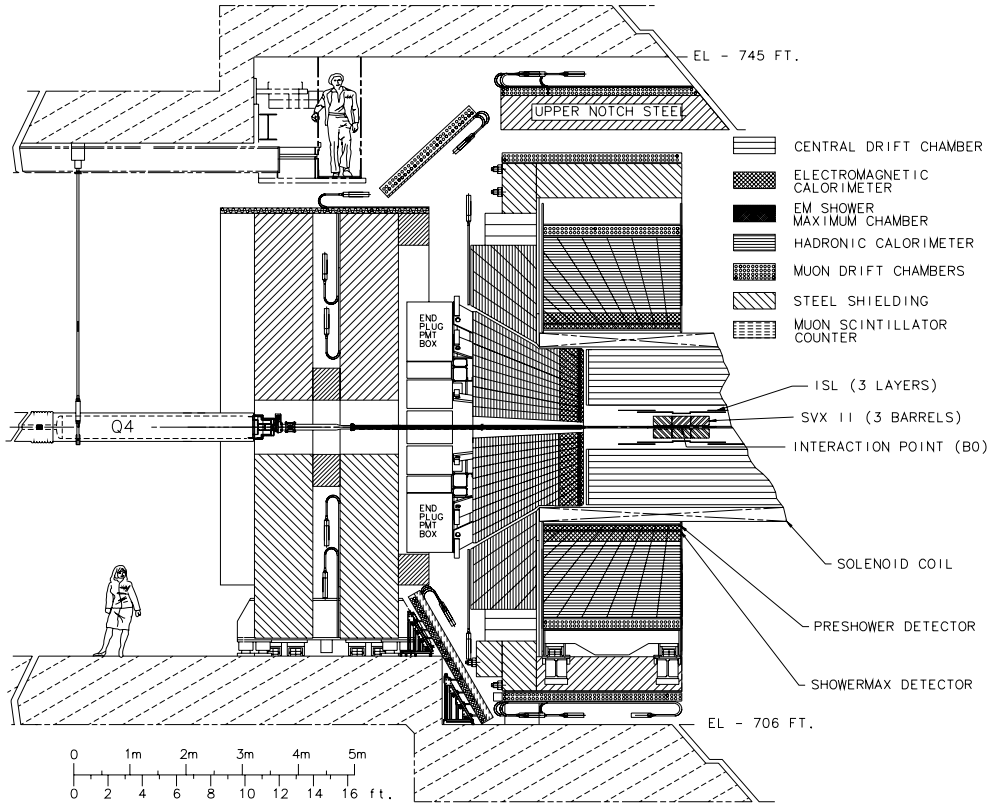 EL - 745 FT.
UPPER NOTCH STEEL
CENTRAL DRIFT CHAMBER
ELECTROMAGNETIC
CALORIMETER
EM SHOWER
MAXIMUM CHAMBER
HADRONIC CALORIMETER
MUON DRIFT CHAMBERS
STEEL SHIELDING
MUON SCINTILLATOR
COUNTER
END
PLUG
PMT
BOX
ISL (3 LAYERS)
SVX II (3 BARRELS)
INTERACTION POINT (B0)
Q4
END
PLUG
PMT
BOX
SOLENOID COIL
PRESHOWER DETECTOR
SHOWERMAX DETECTOR
EL - 706 FT.
0 1m 2m 3m 4m 5m
0 2 4 6 8 10 12 14 16 ft.